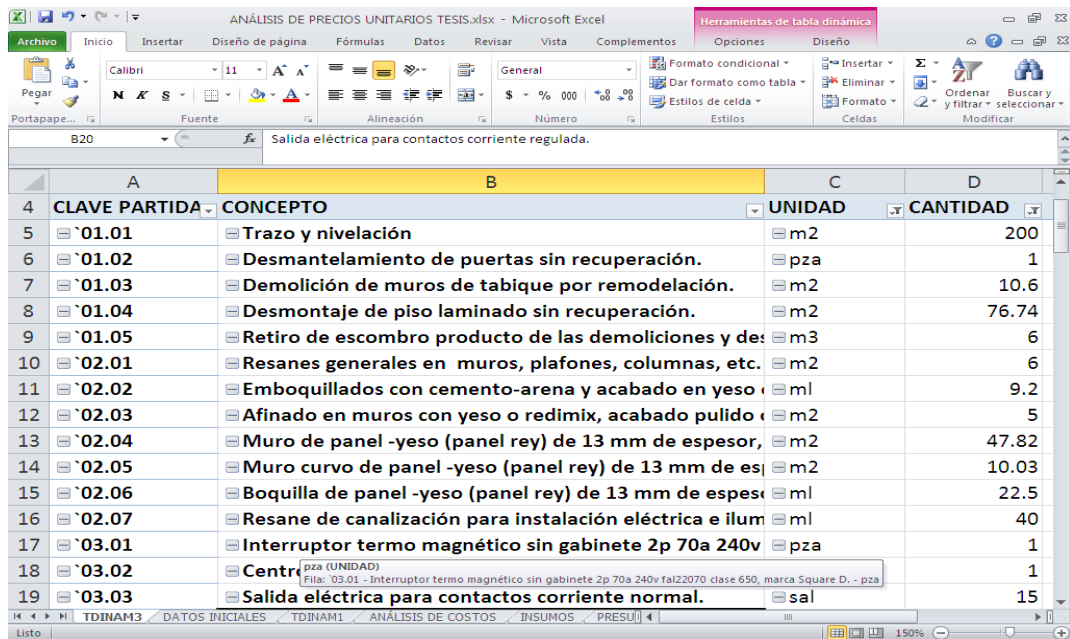 ANÁLISIS DE PRECIOS UNITARIOS TESIS.xlsx - Microsoft Excel
Herramientas de tabla dinámica
Archivo Inicio Insertar Diseño de página Fórmulas Datos Revisar Vista Complementos Opciones Diseño
Pegar
Calibri 11
General
N K S
$ % 000
Formato condicional
Dar formato como tabla
Estilos de celda
Insertar
Eliminar
Formato
Σ
Ordenar y filtrar
Buscar y seleccionar
Portapape... Fuente Alineación Número Estilos Celdas Modificar
B20 fx Salida eléctrica para contactos corriente regulada.
A B C D
4 CLAVE PARTIDA CONCEPTO UNIDAD CANTIDAD
5 `01.01 Trazo y nivelación m2 200
6 `01.02 Desmantelamiento de puertas sin recuperación. pza 1
7 `01.03 Demolición de muros de tabique por remodelación. m2 10.6
8 `01.04 Desmontaje de piso laminado sin recuperación. m2 76.74
9 `01.05 Retiro de escombro producto de las demoliciones y des m3 6
10 `02.01 Resanes generales en muros, plafones, columnas, etc. m2 6
11 `02.02 Emboquillados con cemento-arena y acabado en yeso ml 9.2
12 `02.03 Afinado en muros con yeso o redimix, acabado pulido m2 5
13 `02.04 Muro de panel -yeso (panel rey) de 13 mm de espesor, m2 47.82
14 `02.05 Muro curvo de panel -yeso (panel rey) de 13 mm de esp m2 10.03
15 `02.06 Boquilla de panel -yeso (panel rey) de 13 mm de espeso ml 22.5
16 `02.07 Resane de canalización para instalación eléctrica e ilum ml 40
17 `03.01 Interruptor termo magnético sin gabinete 2p 70a 240v pza 1
18 `03.02 Centro 1
pza (UNIDAD)
Fila: `03.01 - Interruptor termo magnético sin gabinete 2p 70a 240v fal22070 clase 650, marca Square D. - pza
19 `03.03 Salida eléctrica para contactos corriente normal. sal 15
TDINAM3 DATOS INICIALES TDINAM1 ANÁLISIS DE COSTOS INSUMOS PRESU
Listo 150%